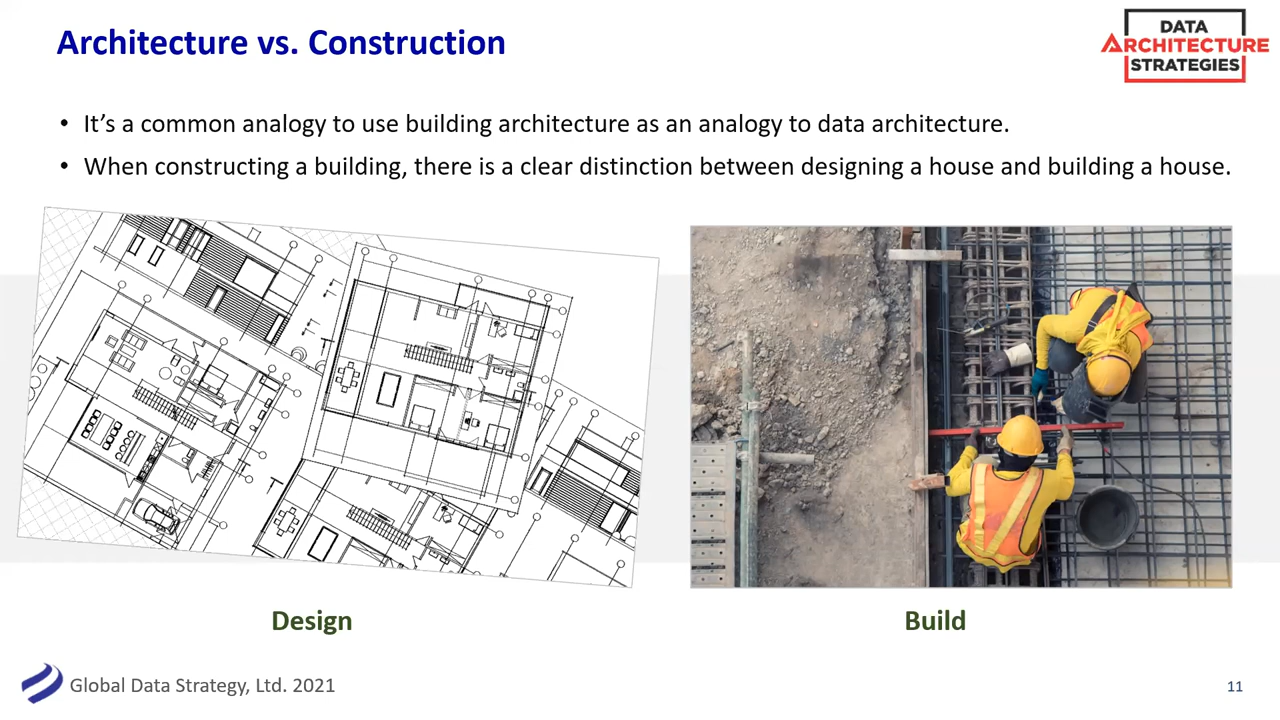 Architecture vs. Construction
DATA
ARCHITECTURE
STRATEGIES
• It’s a common analogy to use building architecture as an analogy to data architecture.
• When constructing a building, there is a clear distinction between designing a house and building a house.
Design
Build
Global Data Strategy, Ltd. 2021
11